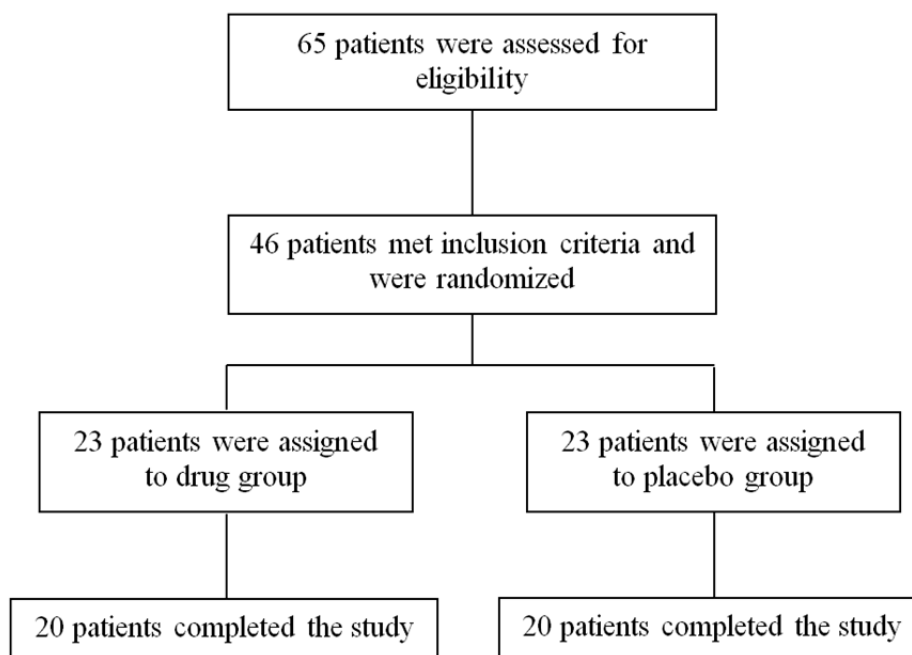 65 patients were assessed for
eligibility
46 patients met inclusion criteria and
were randomized
23 patients were assigned
to drug group
23 patients were assigned
to placebo group
20 patients completed the study
20 patients completed the study